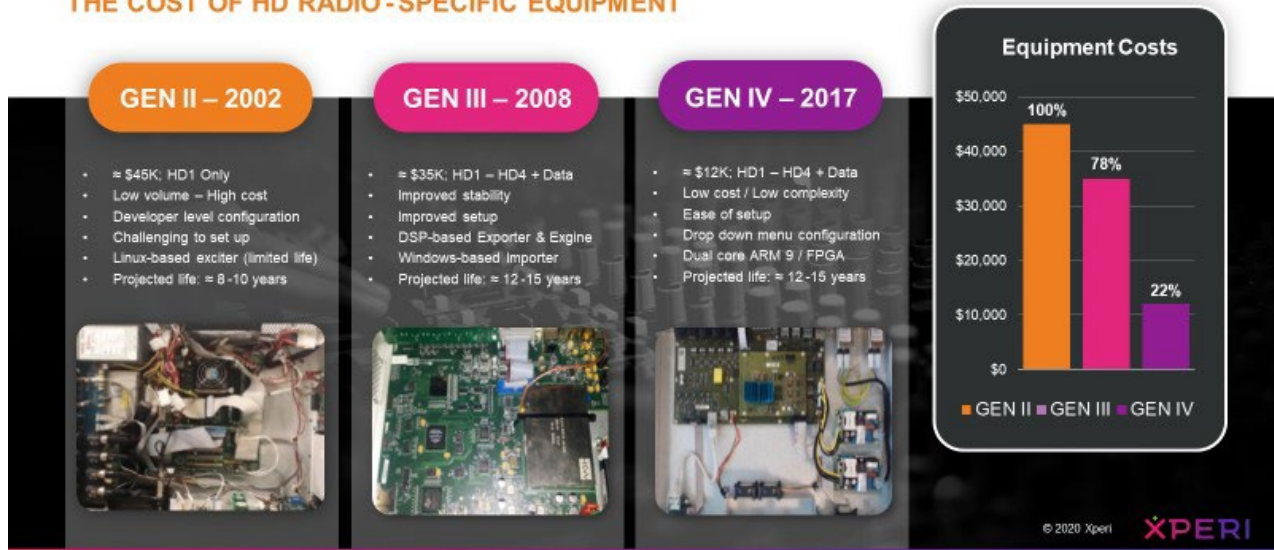 THE COST OF HD RADIO - SPECIFIC EQUIPMENT
GEN II – 2002
≈ $45K; HD1 Only
Low volume – High cost
Developer level configuration
Challenging to set up
Linux-based exciter (limited life)
Projected life: ≈ 8-10 years
GEN III – 2008
≈ $35K; HD1 – HD4 + Data
Improved stability
Improved setup
DSP-based Exporter & Exgine
Windows-based Importer
Projected life: ≈ 12-15 years
GEN IV – 2017
≈ $12K; HD1 – HD4 + Data
Low cost / Low complexity
Ease of setup
Drop down menu configuration
Dual core ARM 9 / FPGA
Projected life: ≈ 12-15 years
Equipment Costs
$50,000
$40,000
$30,000
$20,000
$10,000
$0
100%
78%
22%
GEN II GEN III GEN IV
© 2020 Xperi
XPERI